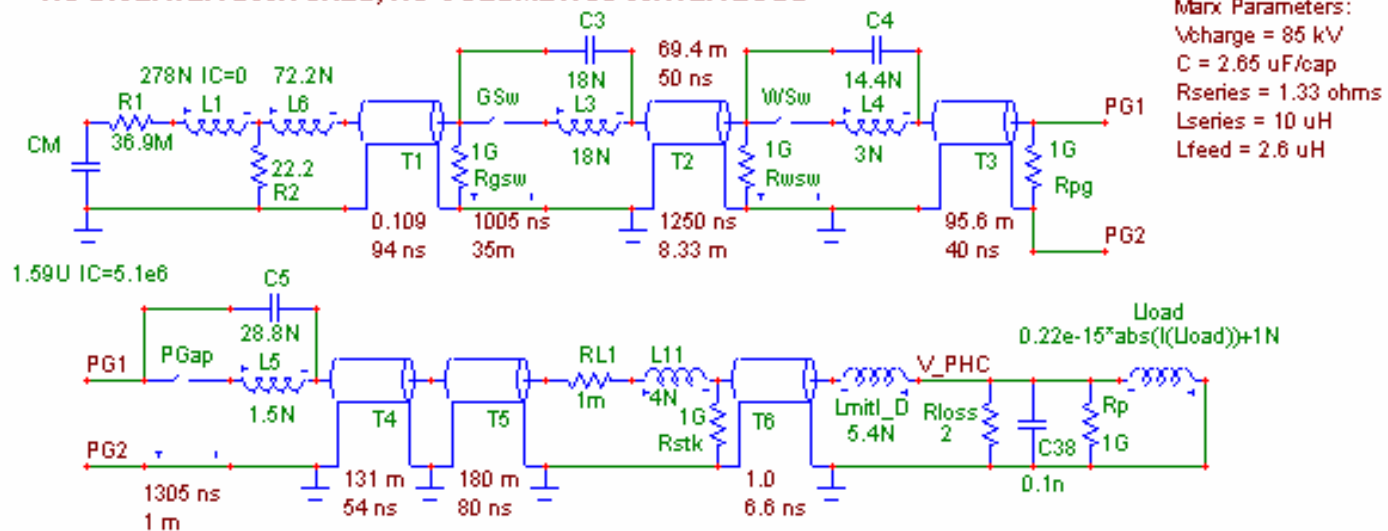 Marx Parameters:
Vcharge = 85 kV
C = 2.65 uF/cap
Rseries = 1.33 ohms
Lseries = 10 uH
Lfeed = 2.6 uH
C3
18N
69.4 m
50 ns
C4
14.4N
278N IC=0
72.2N
R1
L1
L6
GSw
L3
WSw
L4
PG1
CM
36.9M
22.2
R2
T1
1G
Rgsw
18N
T2
1G
Rwsw
3N
T3
1G
Rpg
0.109
94 ns
1005 ns
35m
1250 ns
8.33 m
95.6 m
40 ns
PG2
1.59U IC=5.1e6
C5
28.8N
PG1
PGap
L5
1.5N
T4
T5
RL1
1m
L11
4N
1G
Rstk
T6
Lmitl_D
5.4N
V_PHC
Lload
0.22e-15*abs(I(Lload))+1N
Rloss
2
C38
0.1n
Rp
1G
PG2
1305 ns
1 m
131 m
54 ns
180 m
80 ns
1.0
6.6 ns